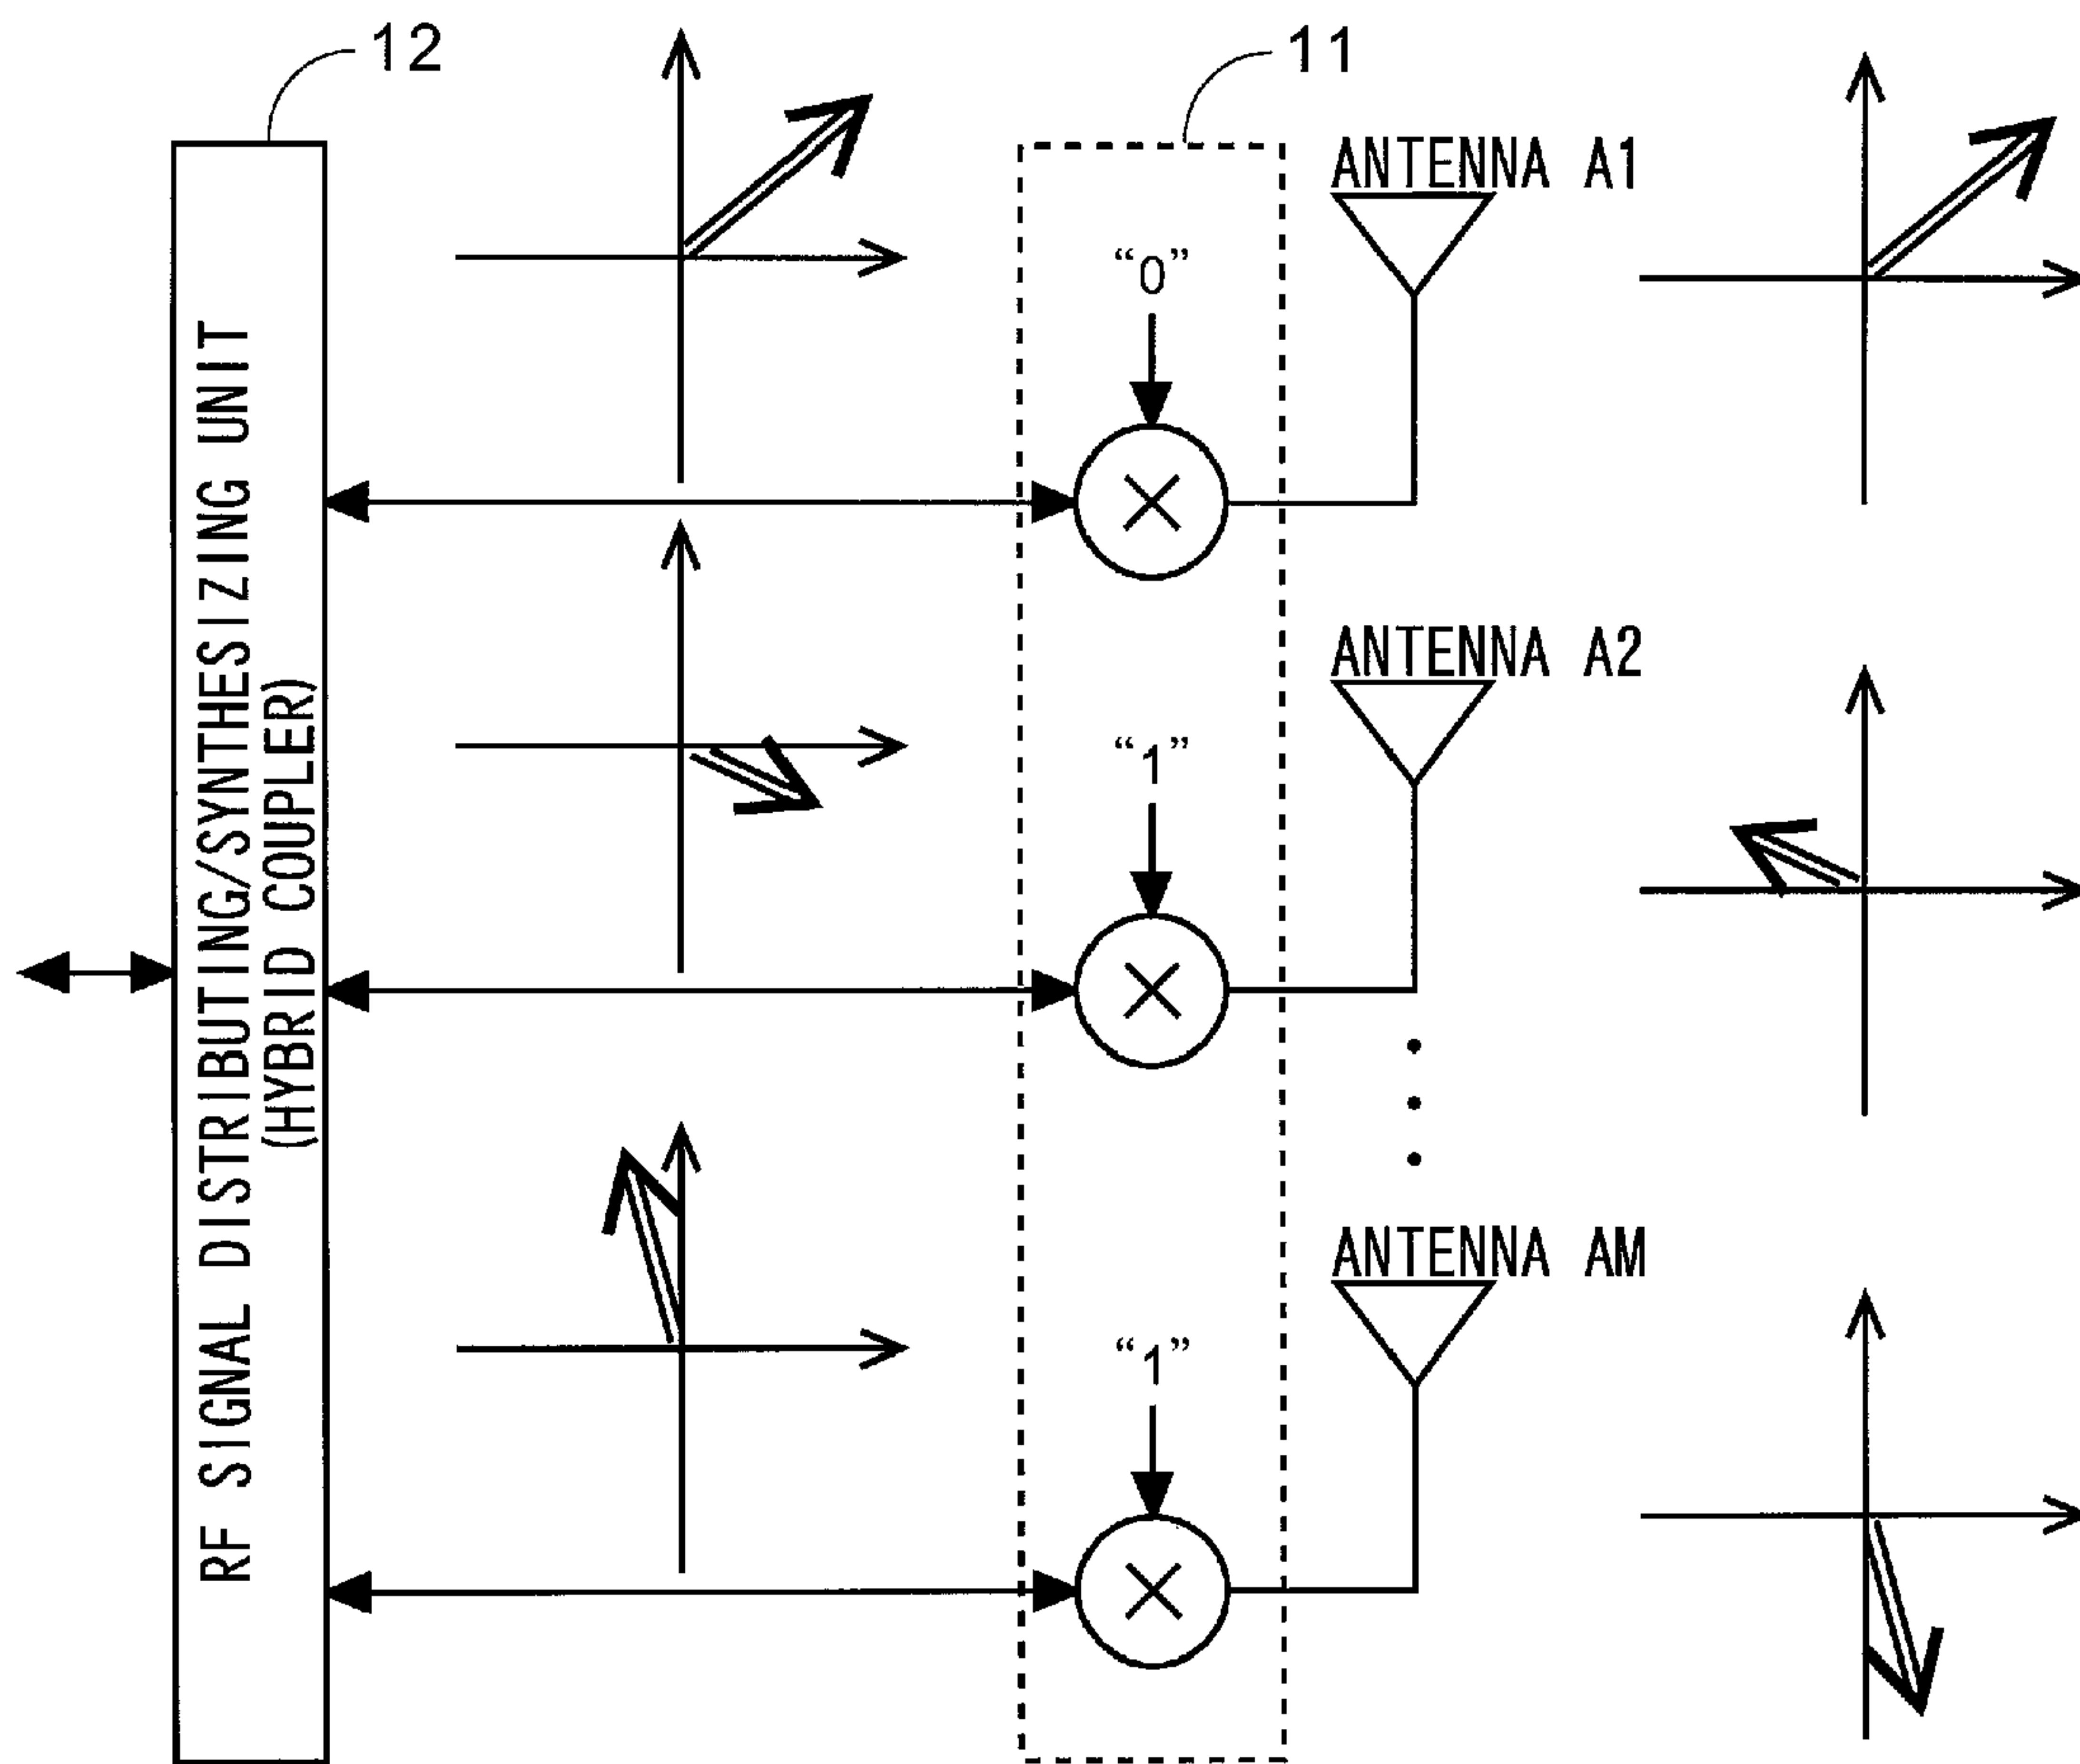 12
11
ANTENNA A1
“0”
RF SIGNAL DISTRIBUTING/SYNTHESIZING UNIT
(HYBRID COUPLER)
ANTENNA A2
“1”
ANTENNA AM
“1”